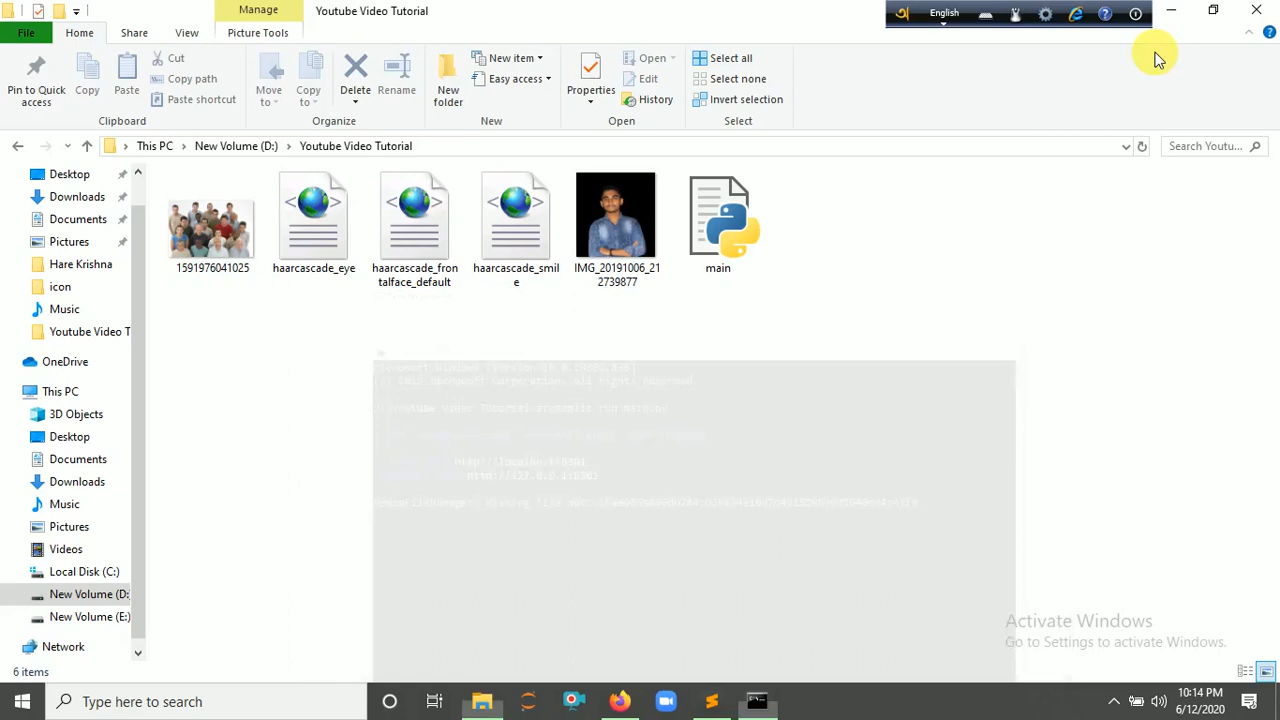 Manage
Youtube Video Tutorial
English
File
Home
Share
View
Picture Tools
Pin to Quick
access
Copy
Paste
Cut
Copy path
Paste shortcut
Clipboard
Move
to
Copy
to
Delete
Rename
Organize
New
folder
New item
Easy access
New
Properties
Open
Edit
History
Open
Select all
Select none
Invert selection
Select
This PC
New Volume (D:)
Youtube Video Tutorial
Search Youtu...
Desktop
Downloads
Documents
Pictures
Hare Krishna
icon
Music
Youtube Video T
OneDrive
This PC
3D Objects
Desktop
Documents
Downloads
Music
Pictures
Videos
Local Disk (C:)
New Volume (D:
New Volume (E:)
Network
1591976041025
haarcascade_eye
haarcascade_fron
talface_default
haarcascade_smil
e
IMG_20191006_21
2739877
main
Activate Windows
Go to Settings to activate Windows.
6 items
Type here to search
10:14 PM
6/12/2020